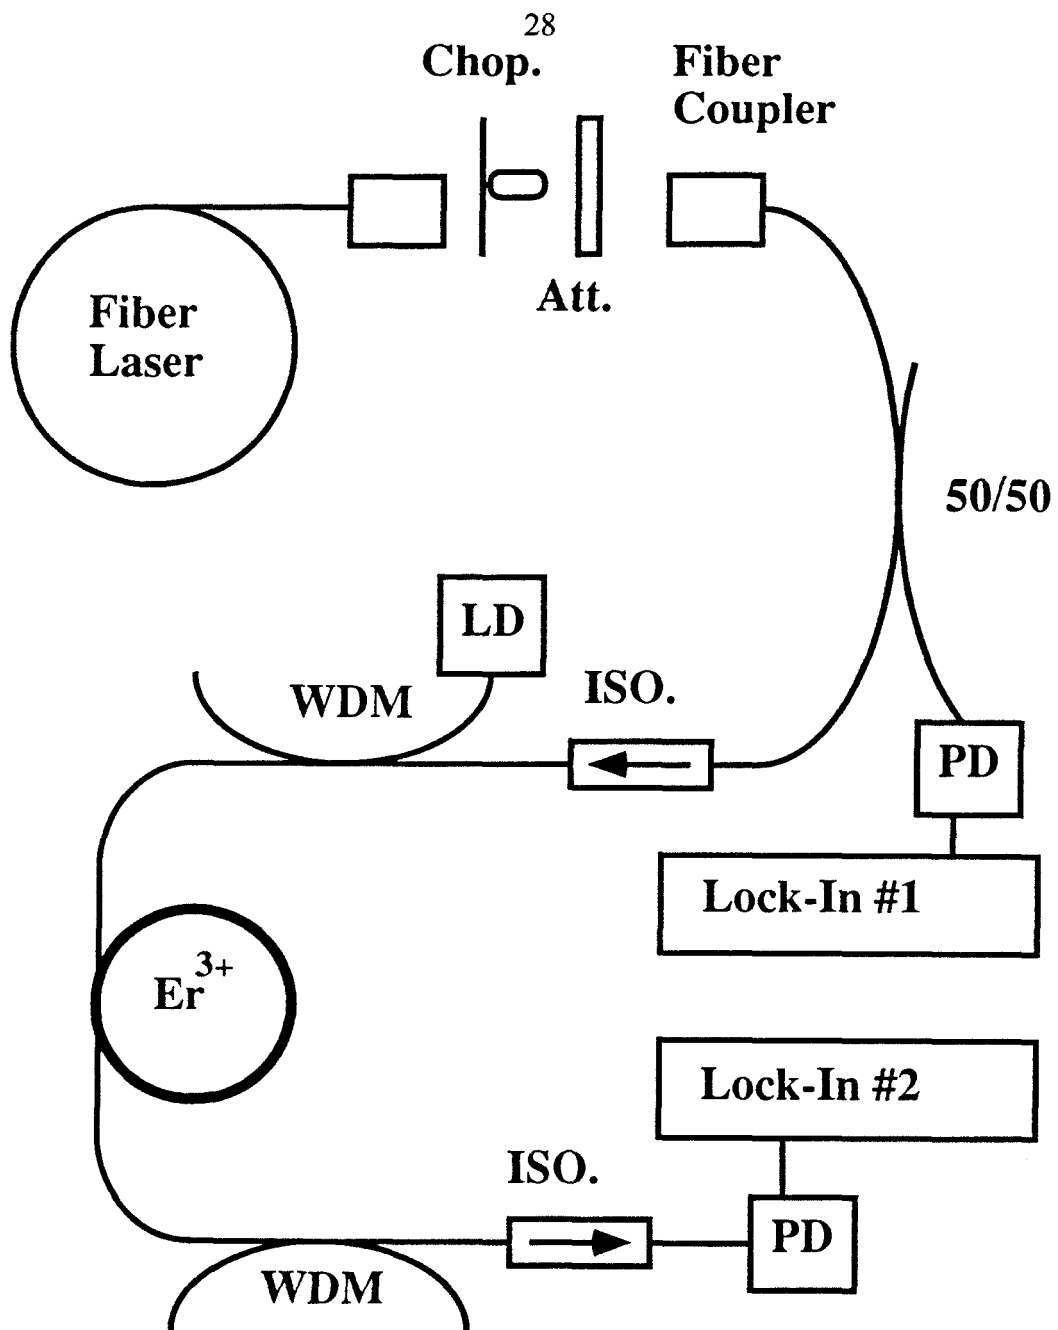 28
Chop.
Fiber
Coupler
Att.
Fiber
Laser
50/50
LD
WDM
ISO.
PD
Lock-In #1
Er3+
Lock-In #2
ISO.
PD
WDM